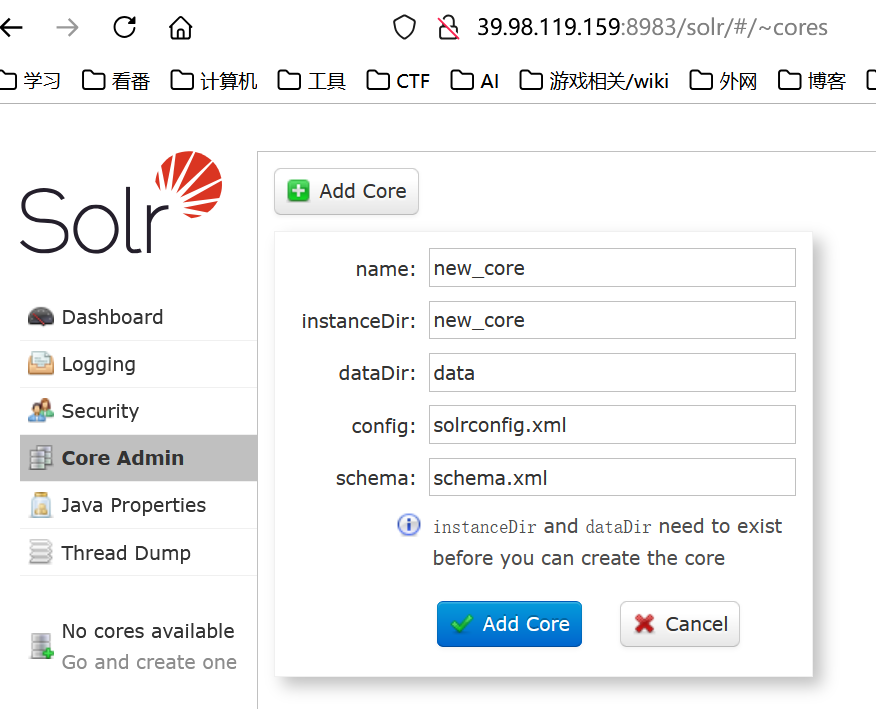 39.98.119.159:8983/solr/#/~cores
学习 看番 计算机 工具 CTF AI 游戏相关/wiki 外网 博客
Solr
Dashboard
Logging
Security
Core Admin
Java Properties
Thread Dump
No cores available
Go and create one
Add Core
name: new_core
instanceDir: new_core
dataDir: data
config: solrconfig.xml
schema: schema.xml
instanceDir and dataDir need to exist
before you can create the core
Add Core Cancel